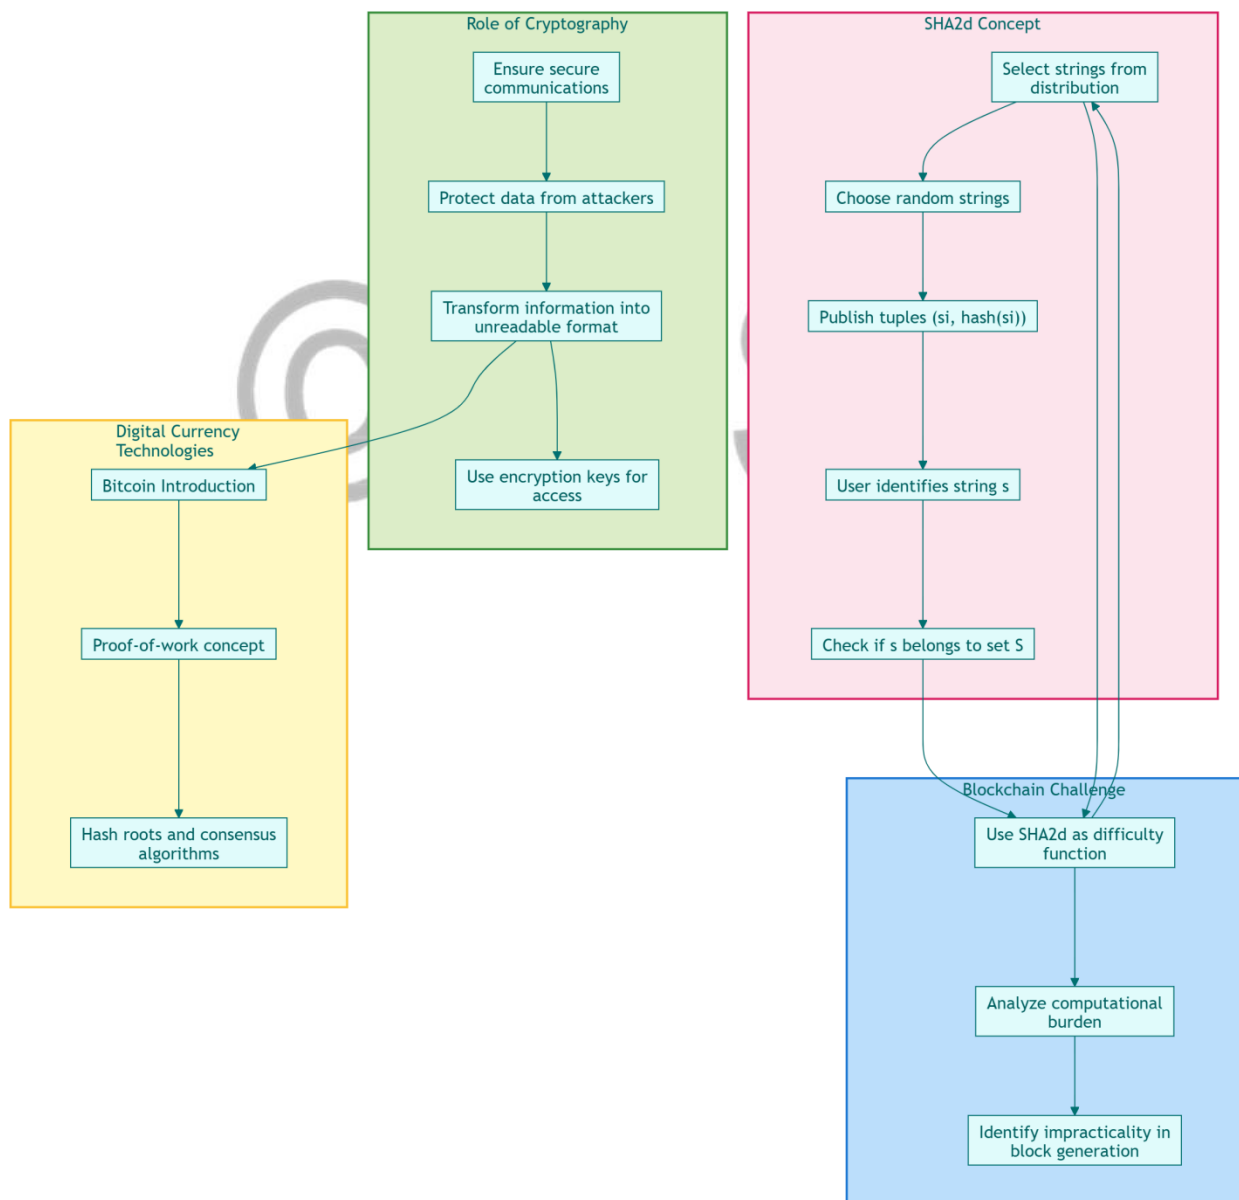 Role of Cryptography
Ensure secure
communications
Protect data from attackers
Transform information into
unreadable format
Use encryption keys for
access
SHA2d Concept
Select strings from
distribution
Choose random strings
Publish tuples (si, hash(si))
User identifies string s
Check if s belongs to set S
Digital Currency
Technologies
Bitcoin Introduction
Proof-of-work concept
Hash roots and consensus
algorithms
Blockchain Challenge
Use SHA2d as difficulty
function
Analyze computational
burden
Identify impracticality in
block generation